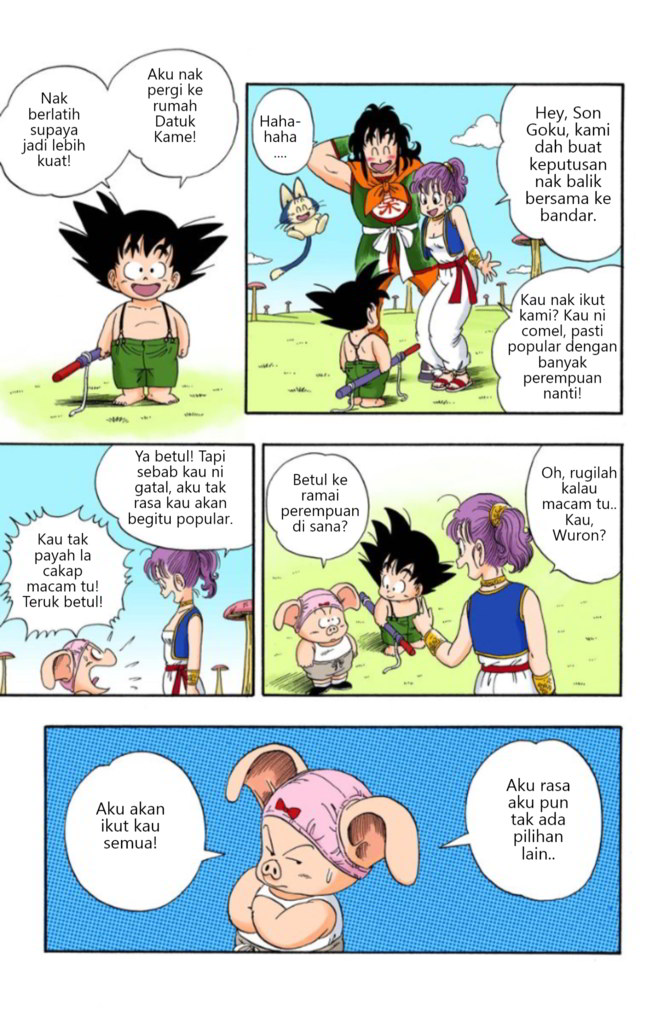 Hey, Son
Goku, kami
dah buat
keputusan
nak balik
bersama ke
bandar.
Kau nak ikut
kami? Kau ni
comel, pasti
popular dengan
banyak
perempuan
nanti!
Haha-
haha
....
Aku nak
pergi ke
rumah
Datuk
Kame!
Nak
berlatih
supaya
jadi lebih
kuat!
Oh, rugilah
kalau
macam tu..
Kau,
Wuron?
Betul ke
ramai
perempuan
di sana?
Ya betul! Tapi
sebab kau ni
gatal, aku tak
rasa kau akan
begitu popular.
Kau tak
payah la
cakap
macam tu!
Teruk betul!
Aku rasa
aku pun
tak ada
pilihan
lain..
Aku akan
ikut kau
semua!